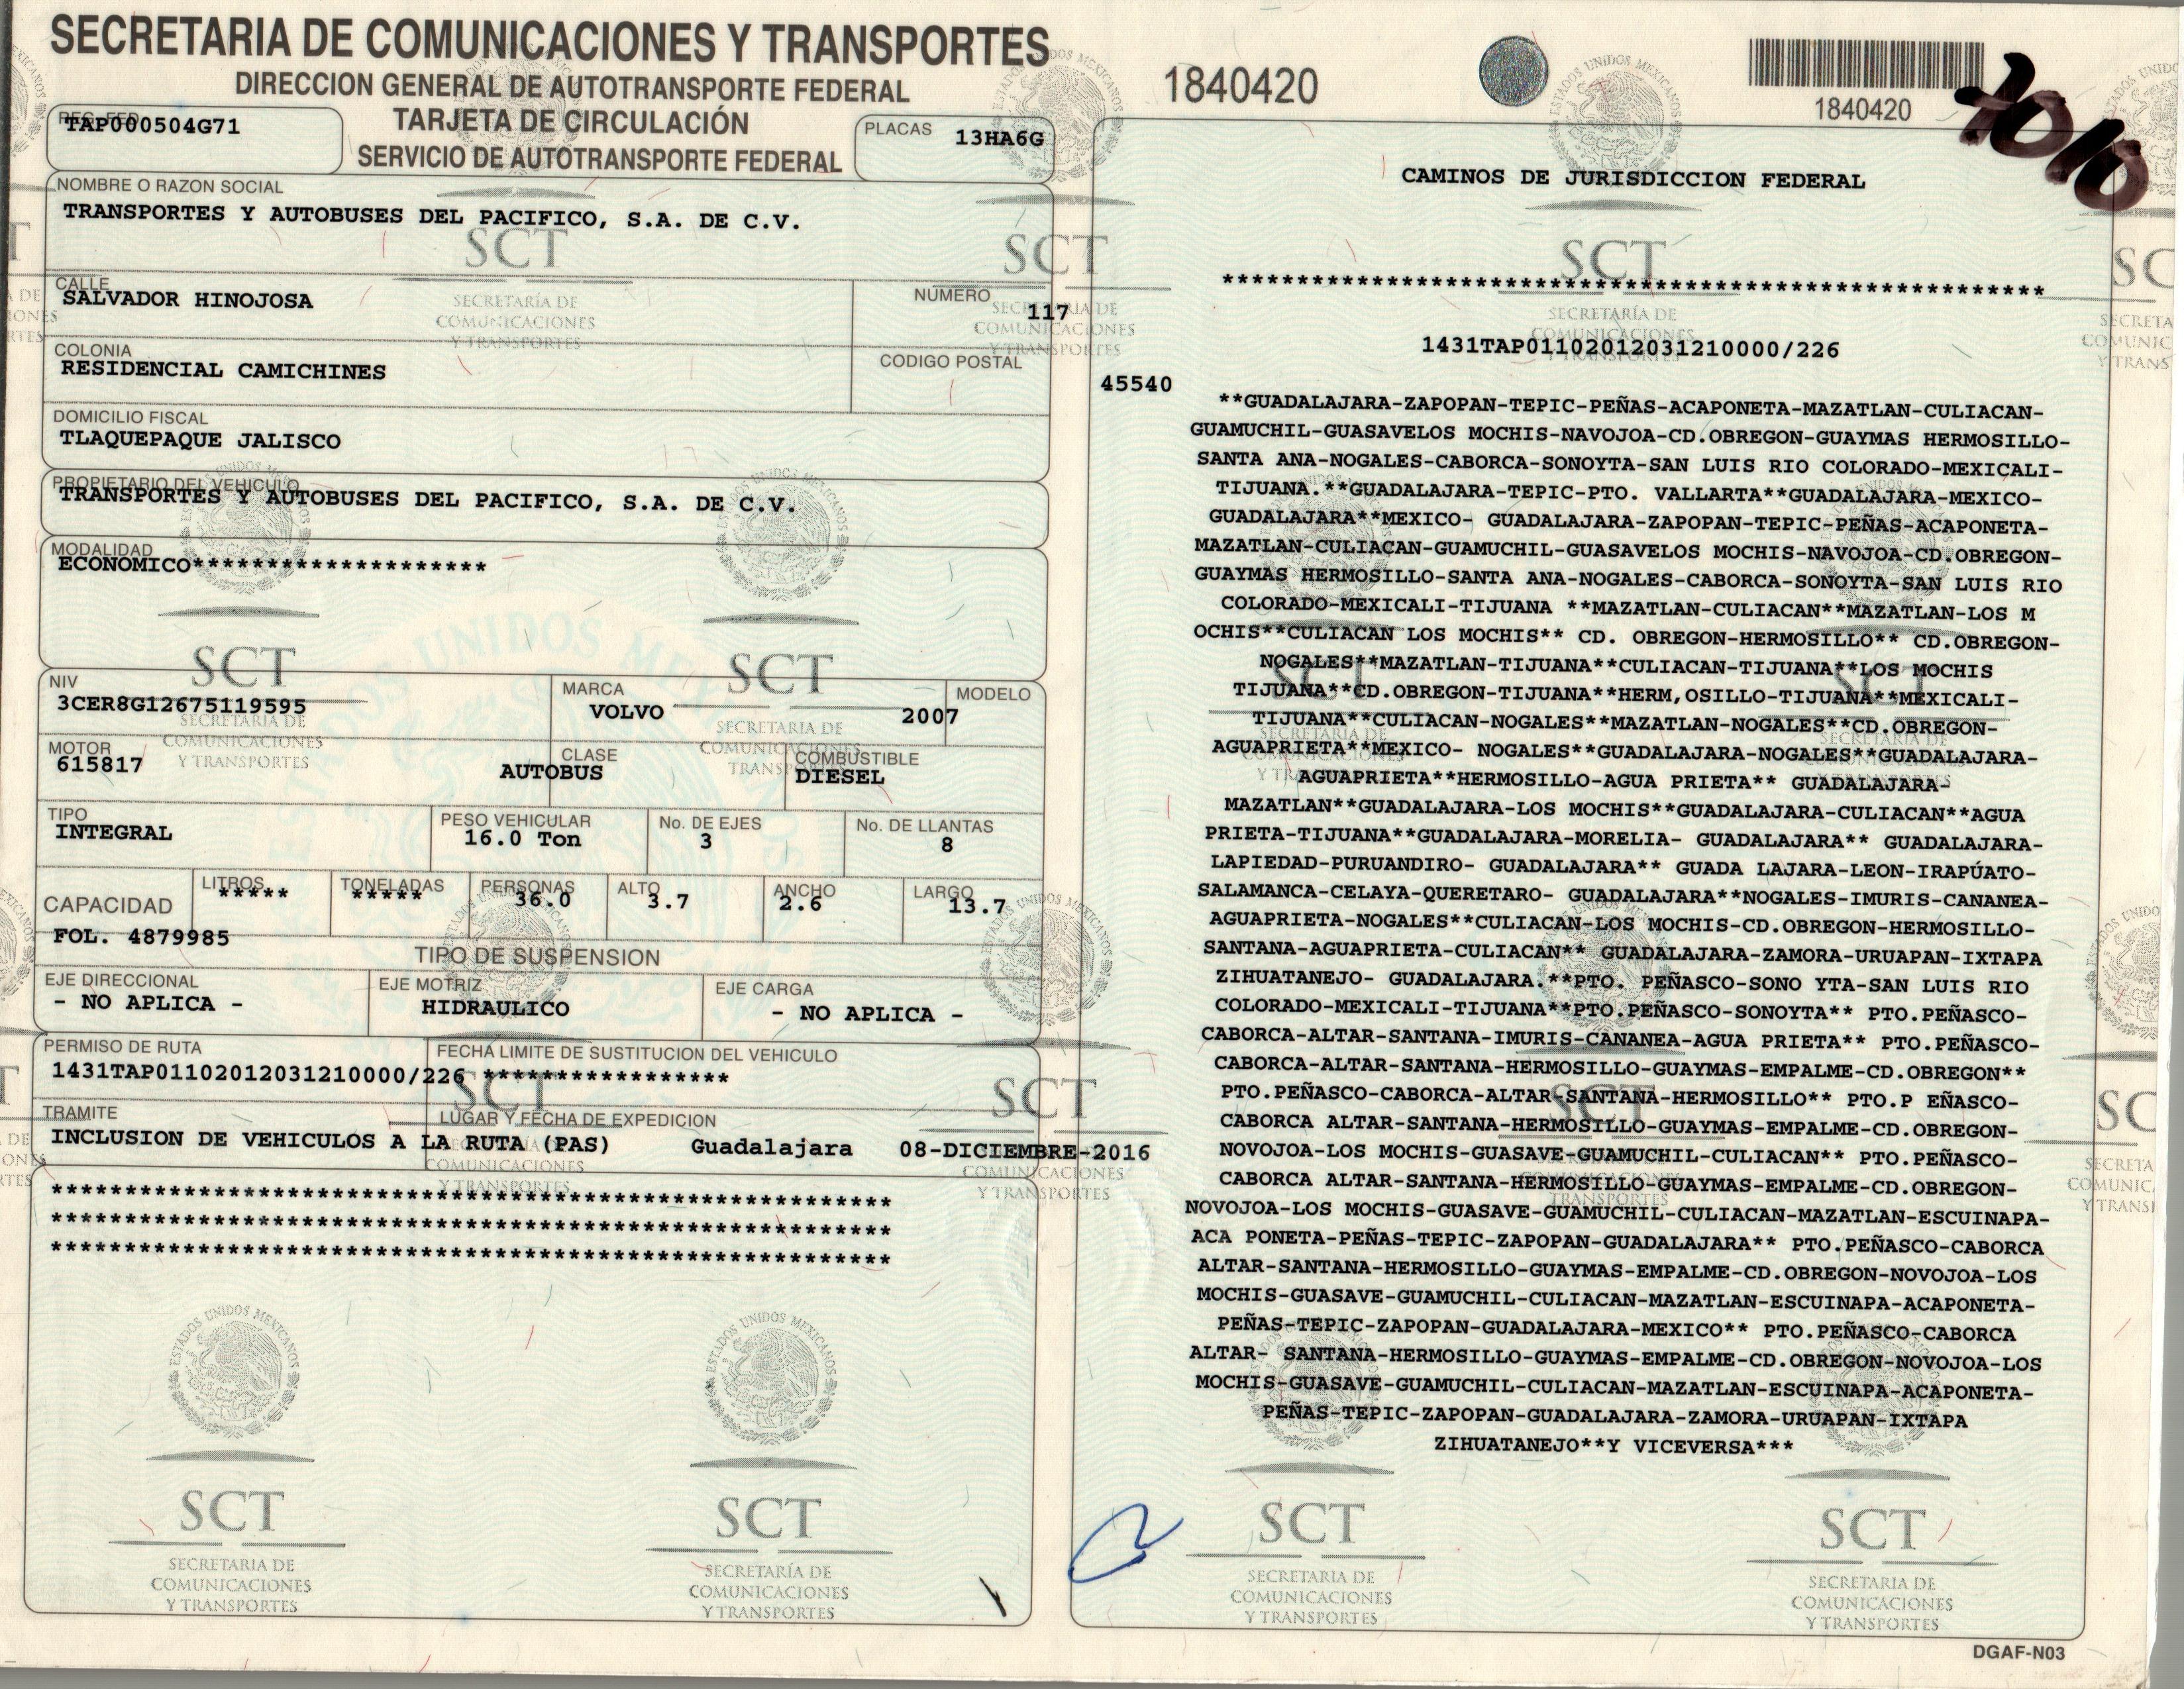 SECRETARIA DE COMUNICACIONES Y TRANSPORTES
DIRECCION GENERAL DE AUTOTRANSPORTE FEDERAL
TARJETA DE CIRCULACIÓN
SERVICIO DE AUTOTRANSPORTE FEDERAL
REG. FED.
TAP000504G71
PLACAS 13HA6G
NOMBRE O RAZON SOCIAL
TRANSPORTES Y AUTOBUSES DEL PACIFICO, S.A. DE C.V.
CALLE
SALVADOR HINOJOSA
NUMERO
117
COLONIA
RESIDENCIAL CAMICHINES
CODIGO POSTAL
45540
DOMICILIO FISCAL
TLAQUEPAQUE JALISCO
PROPIETARIO DEL VEHICULO
TRANSPORTES Y AUTOBUSES DEL PACIFICO, S.A. DE C.V.
MODALIDAD
ECONOMICO********************
NIV
3CER8G12675119595
MARCA
VOLVO
MODELO
2007
MOTOR
615817
CLASE
AUTOBUS
COMBUSTIBLE
DIESEL
TIPO
INTEGRAL
PESO VEHICULAR
16.0 Ton
No. DE EJES
3
No. DE LLANTAS
8
CAPACIDAD
LITROS
*****
TONELADAS
*****
PERSONAS
36.0
ALTO
3.7
ANCHO
2.6
LARGO
13.7
FOL. 4879985
TIPO DE SUSPENSION
EJE DIRECCIONAL
- NO APLICA -
EJE MOTRIZ
HIDRAULICO
EJE CARGA
- NO APLICA -
PERMISO DE RUTA
1431TAP01102012031210000/226
FECHA LIMITE DE SUSTITUCION DEL VEHICULO
*****************
TRAMITE
INCLUSION DE VEHICULOS A LA RUTA (PAS)
LUGAR Y FECHA DE EXPEDICION
Guadalajara 08-DICIEMBRE-2016
*********************************************************
*********************************************************
*********************************************************
1840420
1840420
7010
CAMINOS DE JURISDICCION FEDERAL
********************************************************
1431TAP01102012031210000/226
**GUADALAJARA-ZAPOPAN-TEPIC-PEÑAS-ACAPONETA-MAZATLAN-CULIACAN-
GUAMUCHIL-GUASAVELOS MOCHIS-NAVOJOA-CD.OBREGON-GUAYMAS HERMOSILLO-
SANTA ANA-NOGALES-CABORCA-SONOYTA-SAN LUIS RIO COLORADO-MEXICALI-
TIJUANA.**GUADALAJARA-TEPIC-PTO. VALLARTA**GUADALAJARA-MEXICO-
GUADALAJARA**MEXICO- GUADALAJARA-ZAPOPAN-TEPIC-PEÑAS-ACAPONETA-
MAZATLAN-CULIACAN-GUAMUCHIL-GUASAVELOS MOCHIS-NAVOJOA-CD.OBREGON-
GUAYMAS HERMOSILLO-SANTA ANA-NOGALES-CABORCA-SONOYTA-SAN LUIS RIO
COLORADO-MEXICALI-TIJUANA **MAZATLAN-CULIACAN**MAZATLAN-LOS M
OCHIS**CULIACAN LOS MOCHIS** CD. OBREGON-HERMOSILLO** CD.OBREGON-
NOGALES**MAZATLAN-TIJUANA**CULIACAN-TIJUANA**LOS MOCHIS
TIJUANA**CD.OBREGON-TIJUANA**HERM,OSILLO-TIJUANA**MEXICALI-
TIJUANA**CULIACAN-NOGALES**MAZATLAN-NOGALES**CD.OBREGON-
AGUAPRIETA**MEXICO- NOGALES**GUADALAJARA-NOGALES**GUADALAJARA-
AGUAPRIETA**HERMOSILLO-AGUA PRIETA** GUADALAJARA-
MAZATLAN**GUADALAJARA-LOS MOCHIS**GUADALAJARA-CULIACAN**AGUA
PRIETA-TIJUANA**GUADALAJARA-MORELIA- GUADALAJARA** GUADALAJARA-
LAPIEDAD-PURUANDIRO- GUADALAJARA** GUADA LAJARA-LEON-IRAPÚATO-
SALAMANCA-CELAYA-QUERETARO- GUADALAJARA**NOGALES-IMURIS-CANANEA-
AGUAPRIETA-NOGALES**CULIACAN-LOS MOCHIS-CD.OBREGON-HERMOSILLO-
SANTANA-AGUAPRIETA-CULIACAN** GUADALAJARA-ZAMORA-URUAPAN-IXTAPA
ZIHUATANEJO- GUADALAJARA.**PTO. PEÑASCO-SONO YTA-SAN LUIS RIO
COLORADO-MEXICALI-TIJUANA**PTO.PEÑASCO-SONOYTA** PTO.PEÑASCO-
CABORCA-ALTAR-SANTANA-IMURIS-CANANEA-AGUA PRIETA** PTO.PEÑASCO-
CABORCA-ALTAR-SANTANA-HERMOSILLO-GUAYMAS-EMPALME-CD.OBREGON**
PTO.PEÑASCO-CABORCA-ALTAR-SANTANA-HERMOSILLO** PTO.P EÑASCO-
CABORCA ALTAR-SANTANA-HERMOSILLO-GUAYMAS-EMPALME-CD.OBREGON-
NOVOJOA-LOS MOCHIS-GUASAVE-GUAMUCHIL-CULIACAN** PTO.PEÑASCO-
CABORCA ALTAR-SANTANA-HERMOSILLO-GUAYMAS-EMPALME-CD.OBREGON-
NOVOJOA-LOS MOCHIS-GUASAVE-GUAMUCHIL-CULIACAN-MAZATLAN-ESCUINAPA-
ACA PONETA-PEÑAS-TEPIC-ZAPOPAN-GUADALAJARA** PTO.PEÑASCO-CABORCA
ALTAR-SANTANA-HERMOSILLO-GUAYMAS-EMPALME-CD.OBREGON-NOVOJOA-LOS
MOCHIS-GUASAVE-GUAMUCHIL-CULIACAN-MAZATLAN-ESCUINAPA-ACAPONETA-
PEÑAS-TEPIC-ZAPOPAN-GUADALAJARA-MEXICO** PTO.PEÑASCO-CABORCA
ALTAR- SANTANA-HERMOSILLO-GUAYMAS-EMPALME-CD.OBREGON-NOVOJOA-LOS
MOCHIS-GUASAVE-GUAMUCHIL-CULIACAN-MAZATLAN-ESCUINAPA-ACAPONETA-
PEÑAS-TEPIC-ZAPOPAN-GUADALAJARA-ZAMORA-URUAPAN-IXTAPA
ZIHUATANEJO**Y VICEVERSA***
SCT
SECRETARIA DE
COMUNICACIONES
Y TRANSPORTES
DGAF-N03